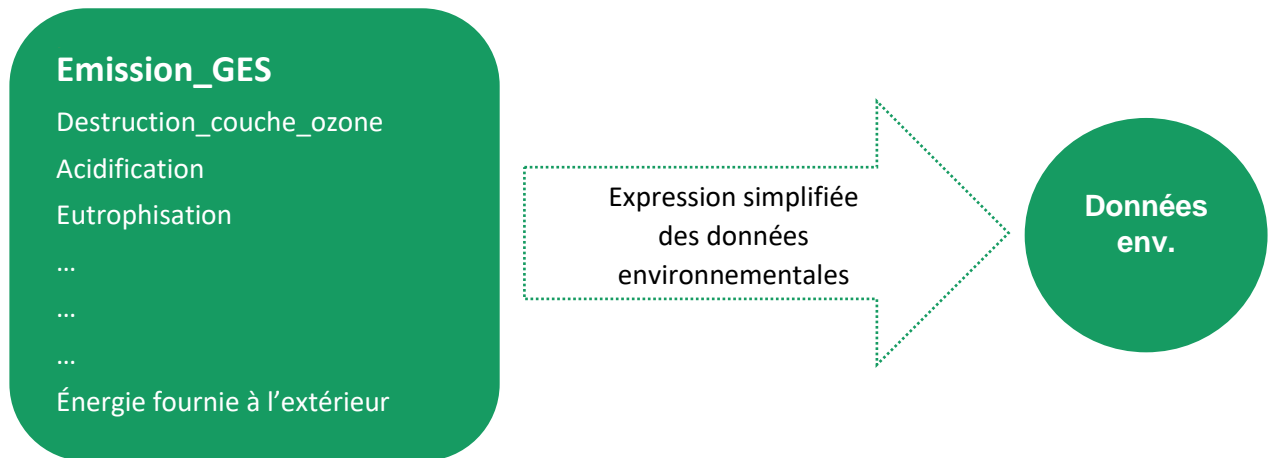 Emission_GES
Destruction_couche_ozone
Acidification
Eutrophisation
...
...
...
Énergie fournie à l’extérieur
Expression simplifiée
des données
environnementales
Données
env.